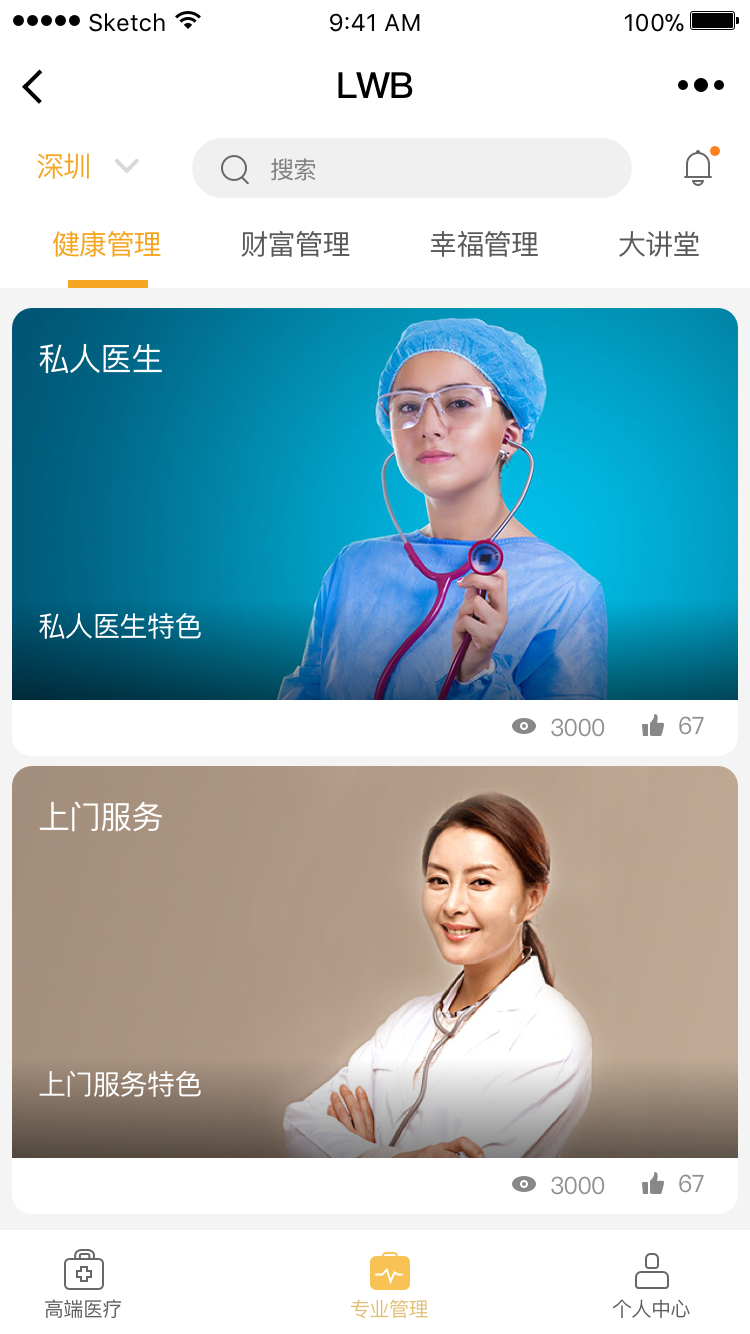 Sketch 9:41 AM 100%
LWB
深圳 搜索
健康管理 财富管理 幸福管理 大讲堂
私人医生
私人医生特色
3000 67
上门服务
上门服务特色
3000 67
高端医疗 专业管理 个人中心